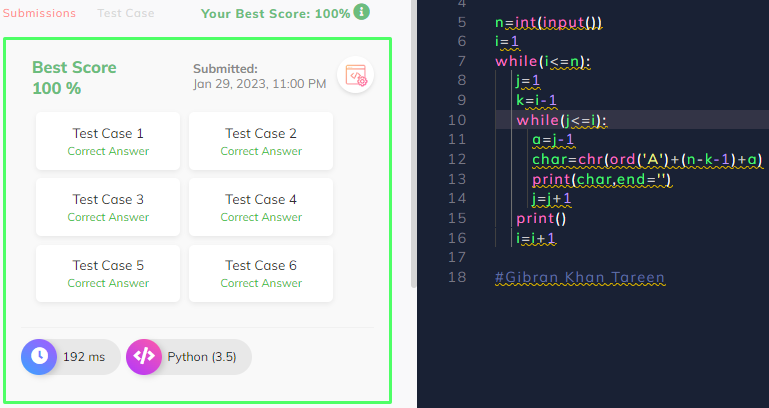 Submissions Test Case Your Best Score: 100% i
Best Score
100 %
Submitted:
Jan 29, 2023, 11:00 PM
Test Case 1
Correct Answer
Test Case 2
Correct Answer
Test Case 3
Correct Answer
Test Case 4
Correct Answer
Test Case 5
Correct Answer
Test Case 6
Correct Answer
192 ms
</> Python (3.5)
4
5 n=int(input())
6 i=1
7 while(i<=n):
8 j=1
9 k=i-1
10 while(j<=i):
11 a=j-1
12 char=chr(ord('A')+(n-k-1)+a)
13 print(char,end='')
14 j=j+1
15 print()
16 i=i+1
17
18 #Gibran Khan Tareen